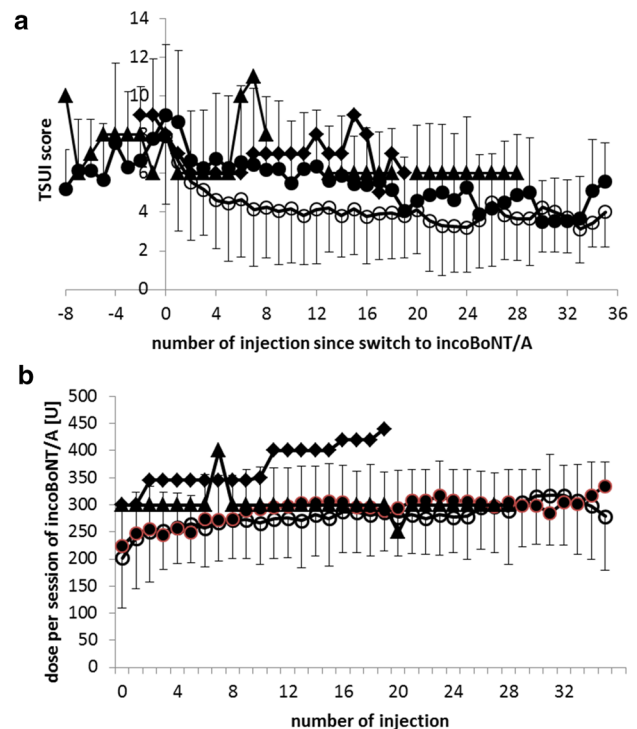 a
14
12
10
8
6
4
2
0
TSUI score
-8 -4 0 4 8 12 16 20 24 28 32 36
number of injection since switch to incoBoNT/A
b
500
450
400
350
300
250
200
150
100
50
0
dose per session of incoBoNT/A [U]
0 4 8 12 16 20 24 28 32
number of injection